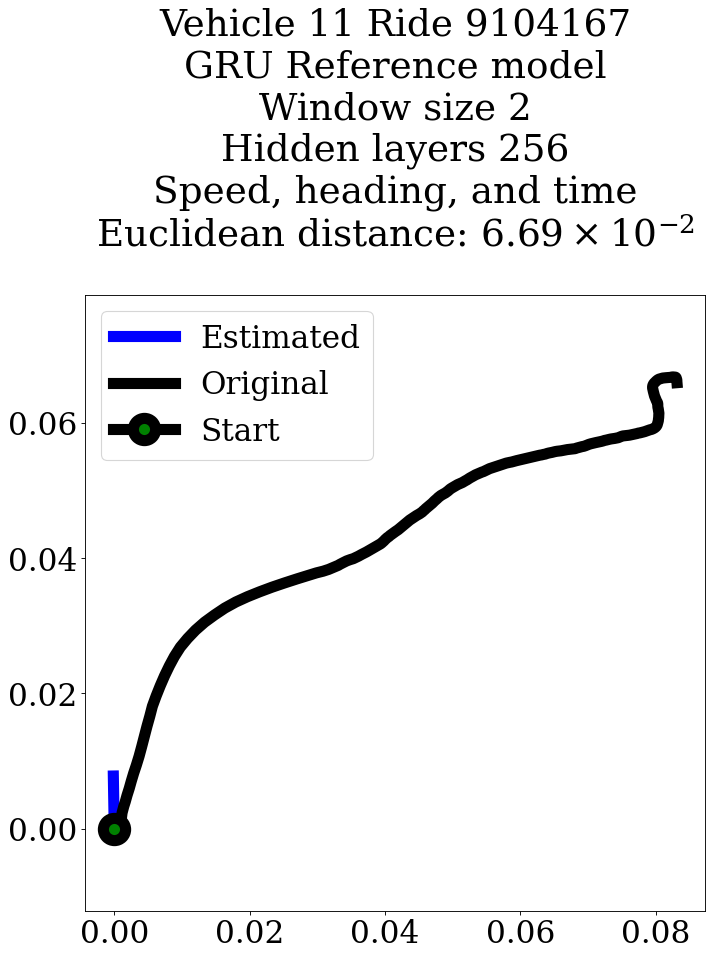 Vehicle 11 Ride 9104167
GRU Reference model
Window size 2
Hidden layers 256
Speed, heading, and time
Euclidean distance: 6.69 × 10⁻²
Estimated
Original
Start
0.06
0.04
0.02
0.00
0.00 0.02 0.04 0.06 0.08